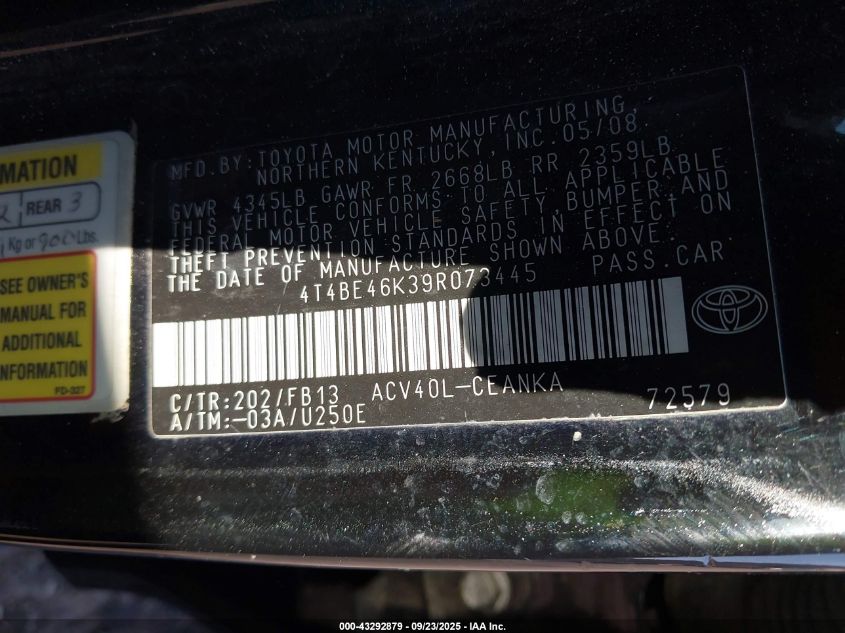 MATION
2 REAR 3
Kg or 900 Lbs.
SEE OWNER'S
MANUAL FOR
ADDITIONAL
INFORMATION
FD-327
MFD. BY: TOYOTA MOTOR MANUFACTURING,
NORTHERN KENTUCKY, INC. 05/08
GVWR 4345LB GAWR FR 2668LB RR 2359LB
THIS VEHICLE CONFORMS TO ALL APPLICABLE
FEDERAL MOTOR VEHICLE SAFETY, BUMPER AND
THEFT PREVENTION STANDARDS IN EFFECT ON
THE DATE OF MANUFACTURE SHOWN ABOVE.
4T4BE46K39R073445 PASS. CAR
C/TR:202/FB13 ACV40L-CEANKA
A/TM:-03A/U250E 72579
000-43292879 - 09/23/2025 - IAA Inc.